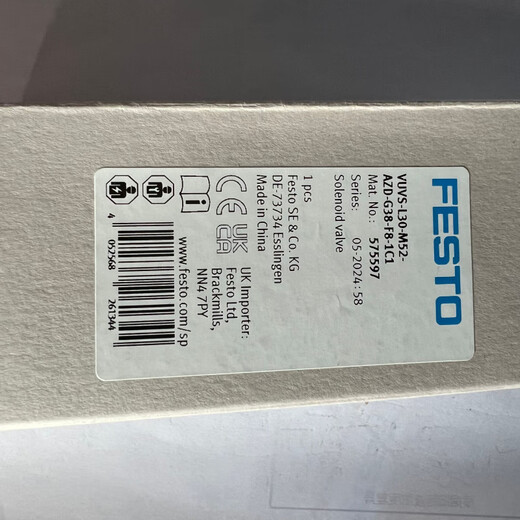 FESTO
VUVS-L30-M52-
AZD-G38-F8-1C1
Mat. No.: 575597
Series: 05-2024:58
Solenoid valve
1 pcs
Festo SE & Co. KG
DE-73734 Esslingen
Made in China
CE UK
CA
UK Importer:
Festo Ltd,
Brackmills,
NN4 7PY
www.festo.com/sp
4 052568 261344